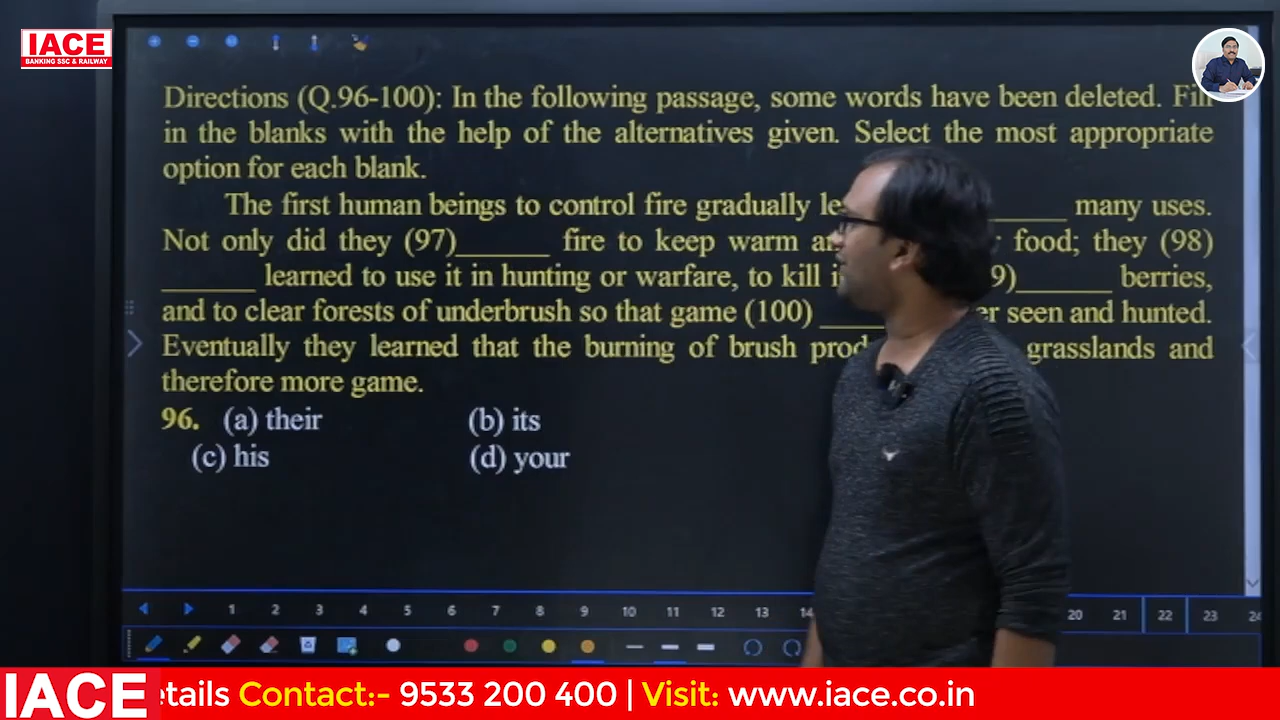 IACE
BANKING SSC & RAILWAY
Directions (Q.96-100): In the following passage, some words have been deleted. Fill
in the blanks with the help of the alternatives given. Select the most appropriate
option for each blank.
The first human beings to control fire gradually ______ many uses.
Not only did they (97)______ fire to keep warm food; they (98)
______ learned to use it in hunting or warfare, to kill 9)______ berries,
and to clear forests of underbrush so that game (100) ____ seen and hunted.
Eventually they learned that the burning of brush grasslands and
therefore more game.
96. (a) their (b) its
(c) his (d) your
1 2 3 4 5 6 7 8 9 10 11 12 13 14 20 21 22 23 24
IACE etails Contact:- 9533 200 400 | Visit: www.iace.co.in